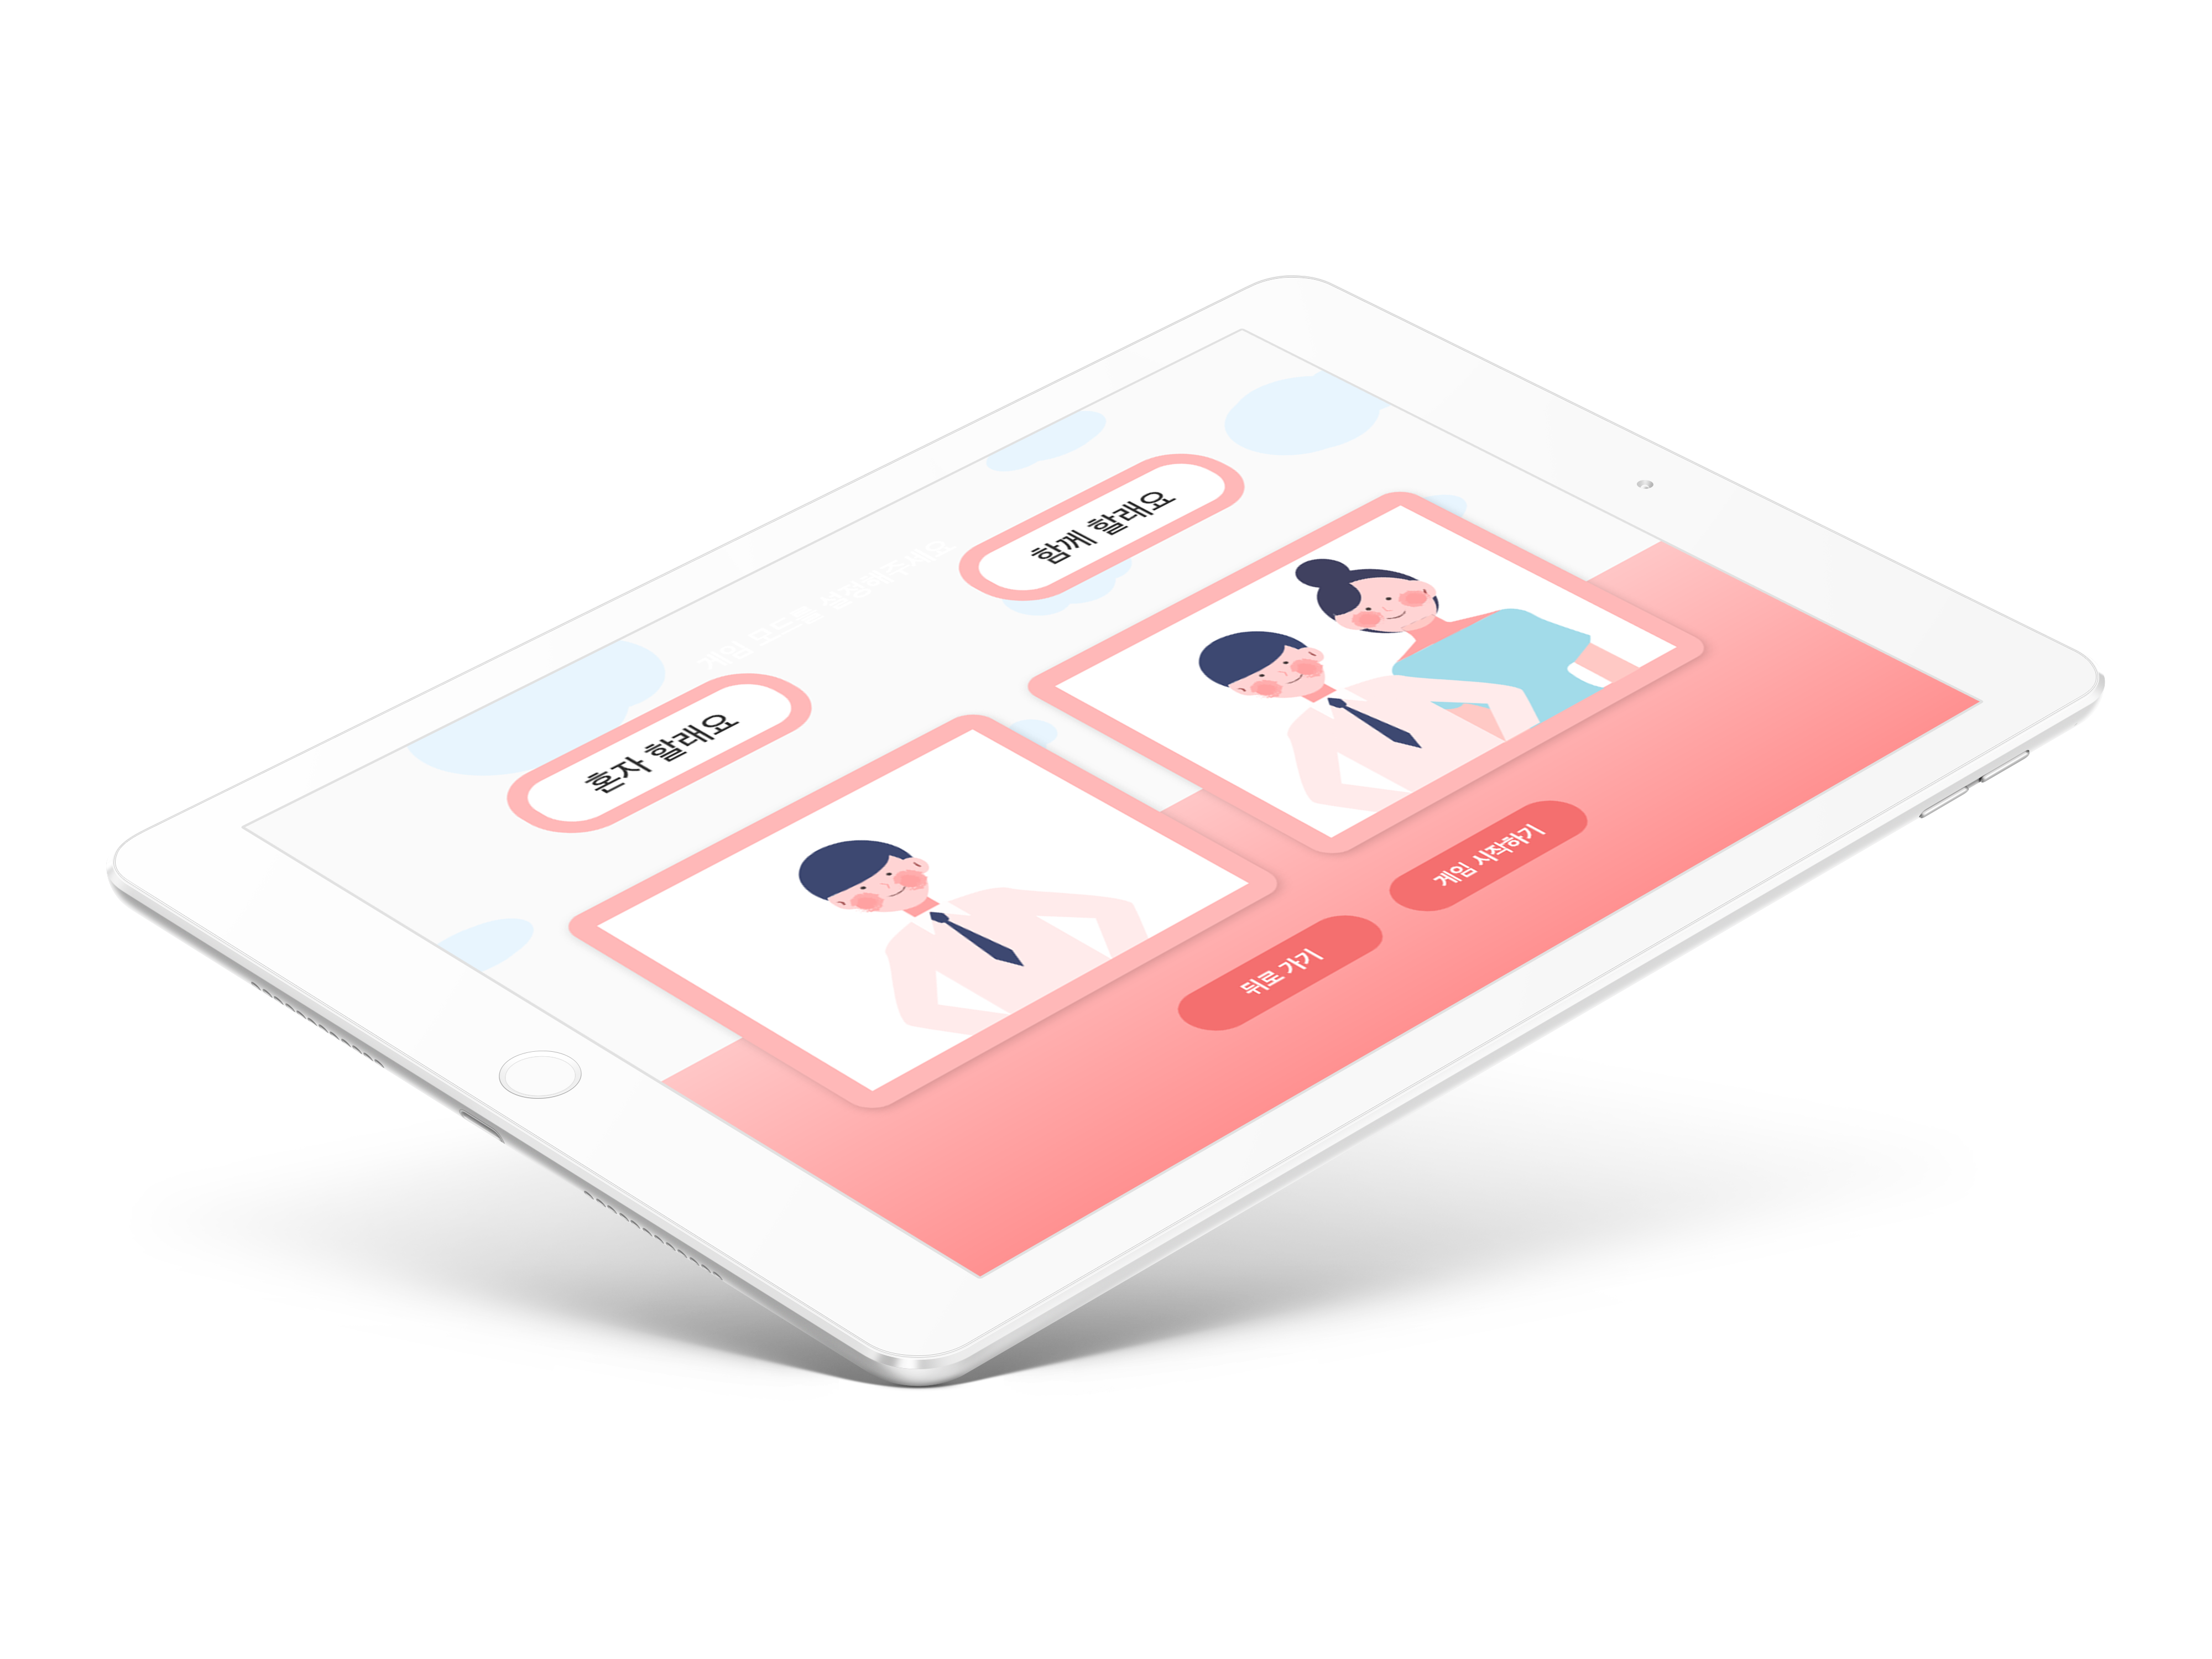 게임 모드를 설정해주세요
혼자 할래요
함께 할래요
뒤로 가기
게임 시작하기